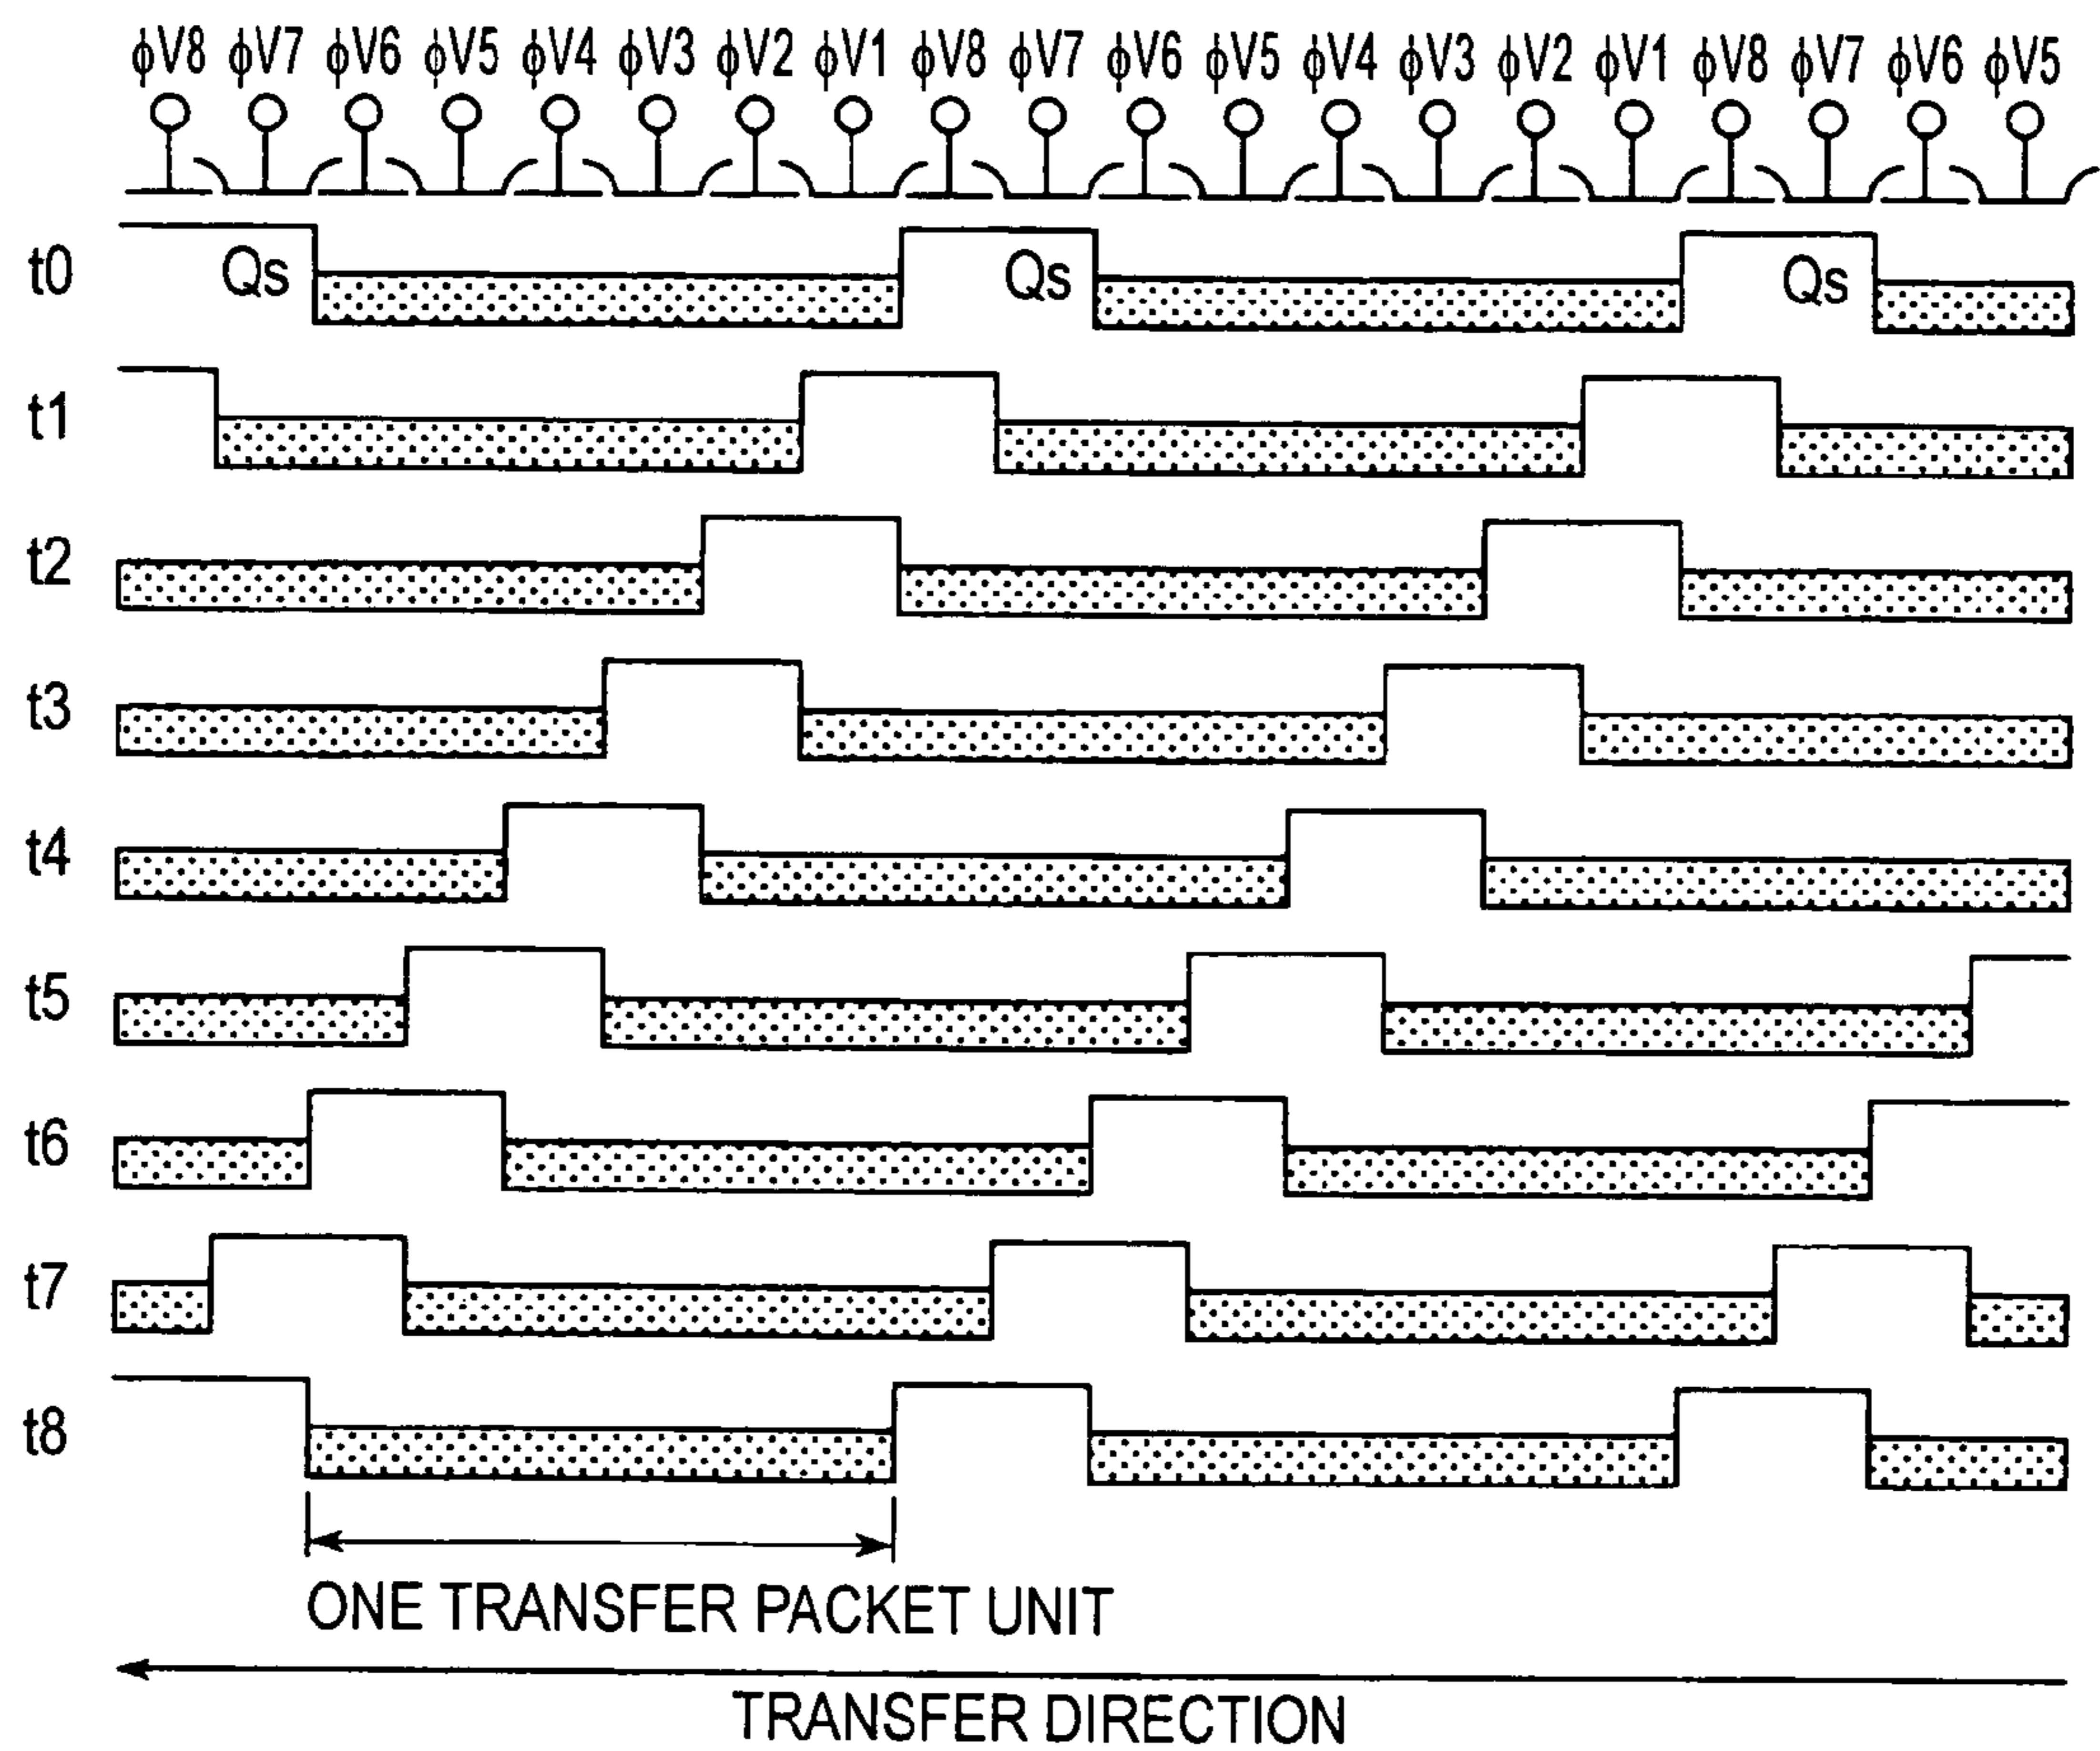 ϕV8 ϕV7 ϕV6 ϕV5 ϕV4 ϕV3 ϕV2 ϕV1 ϕV8 ϕV7 ϕV6 ϕV5 ϕV4 ϕV3 ϕV2 ϕV1 ϕV8 ϕV7 ϕV6 ϕV5
t0 Qs Qs Qs
t1
t2
t3
t4
t5
t6
t7
t8
ONE TRANSFER PACKET UNIT
TRANSFER DIRECTION